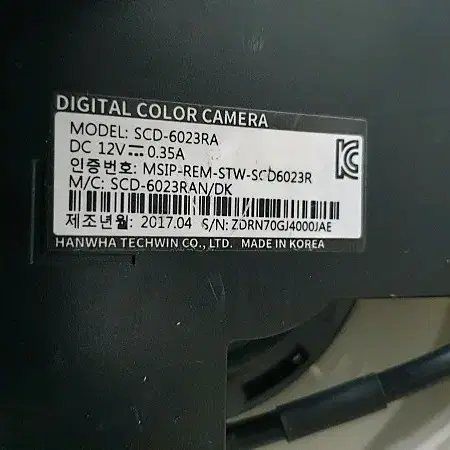 DIGITAL COLOR CAMERA
MODEL: SCD-6023RA
DC 12V⎓0.35A
인증번호: MSIP-REM-STW-SCD6023R
M/C: SCD-6023RAN/DK
제조년월: 2017.04 S/N: ZDRN70GJ4000JAE
HANWHA TECHWIN CO., LTD. MADE IN KOREA